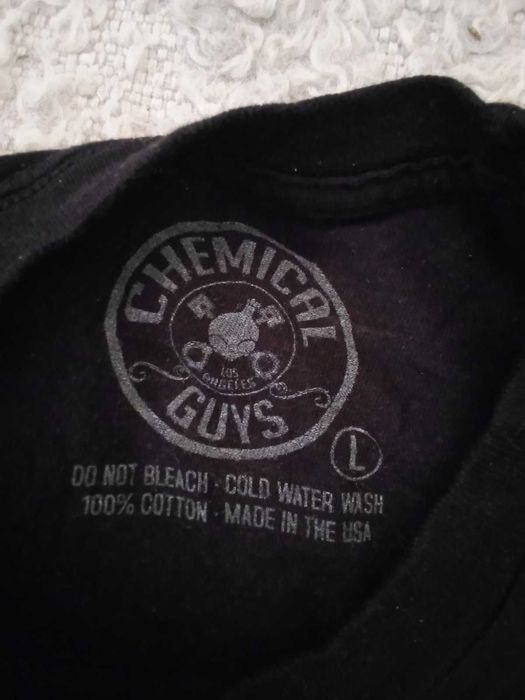 CHEMICAL
LOS
ANGELES
GUYS
L
DO NOT BLEACH · COLD WATER WASH
100% COTTON · MADE IN THE USA